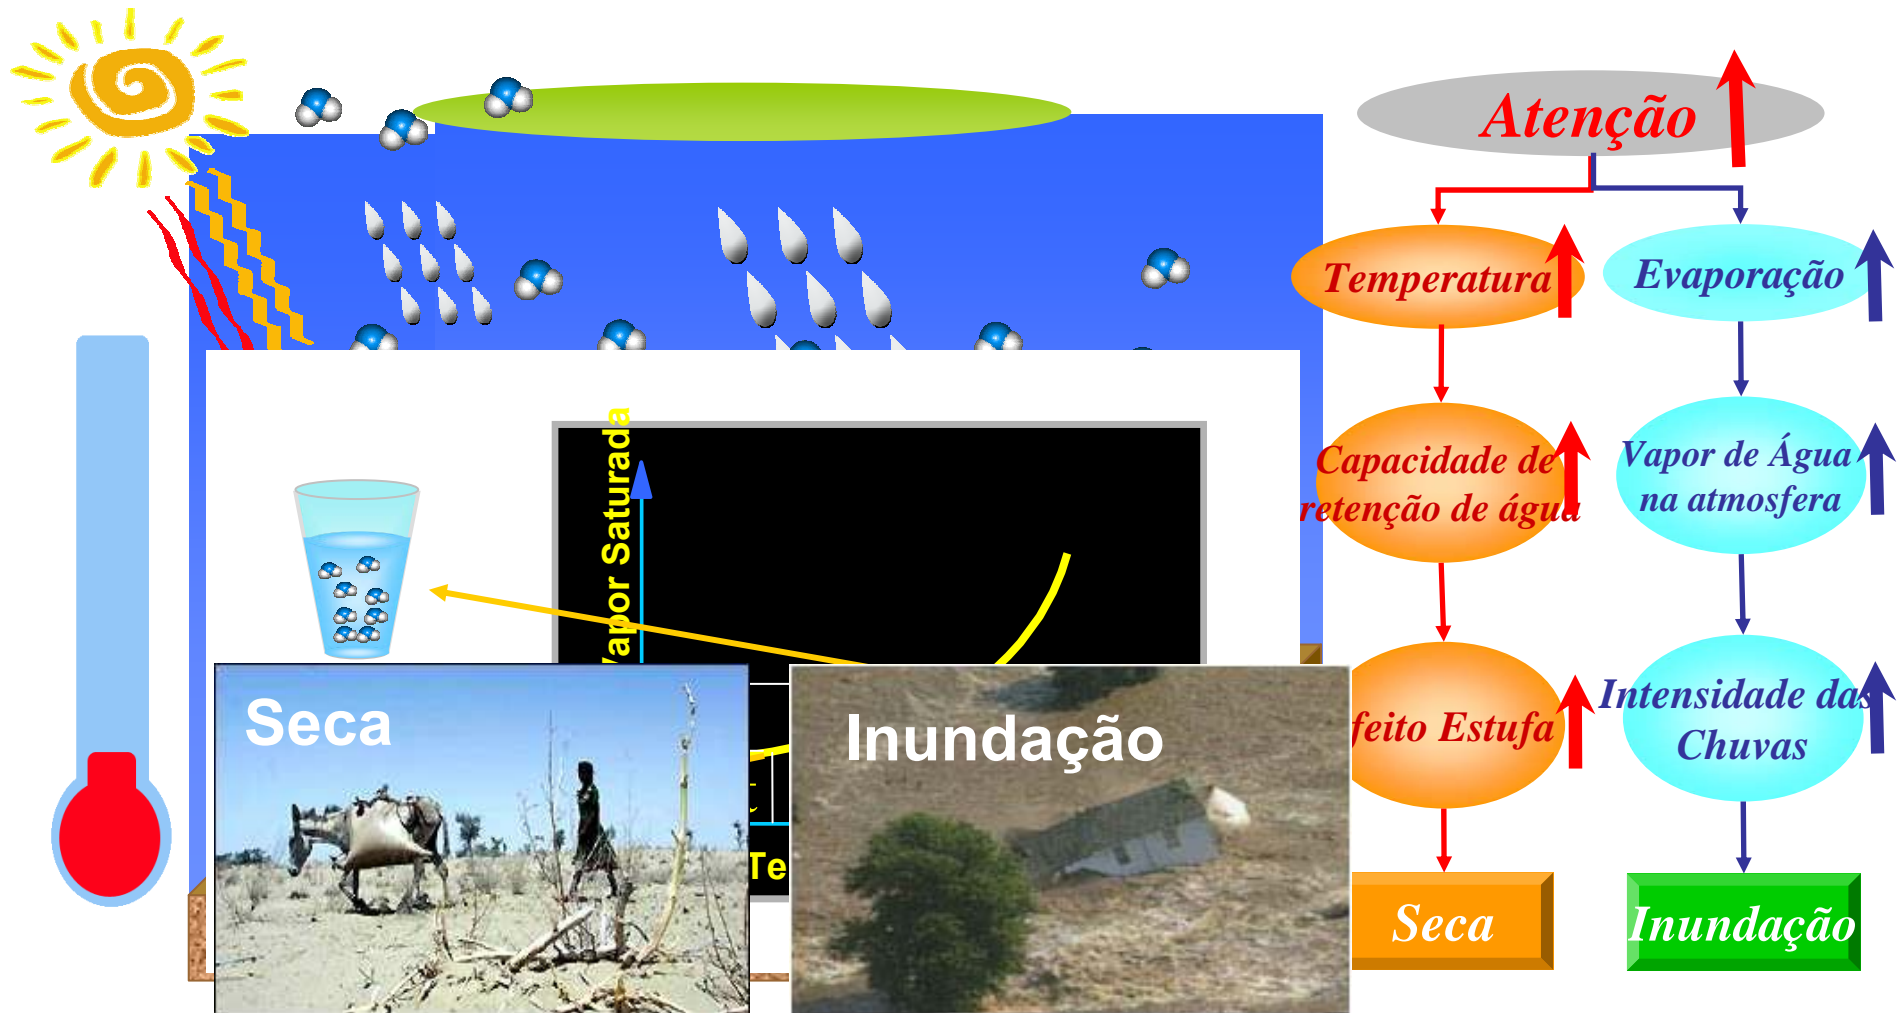 Atenção
Temperatura
Evaporação
Capacidade de
retenção de água
Vapor de Água
na atmosfera
feito Estufa
Intensidade das
Chuvas
Seca
Inundação
Vapor Saturada
Te
Seca
Inundação